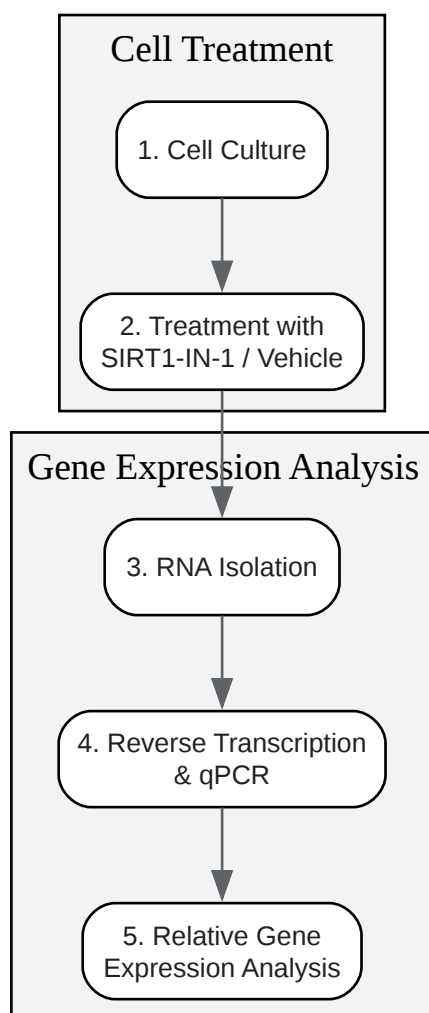 Cell Treatment
1. Cell Culture
2. Treatment with
SIRT1-IN-1 / Vehicle
Gene Expression Analysis
3. RNA Isolation
4. Reverse Transcription
& qPCR
5. Relative Gene
Expression Analysis